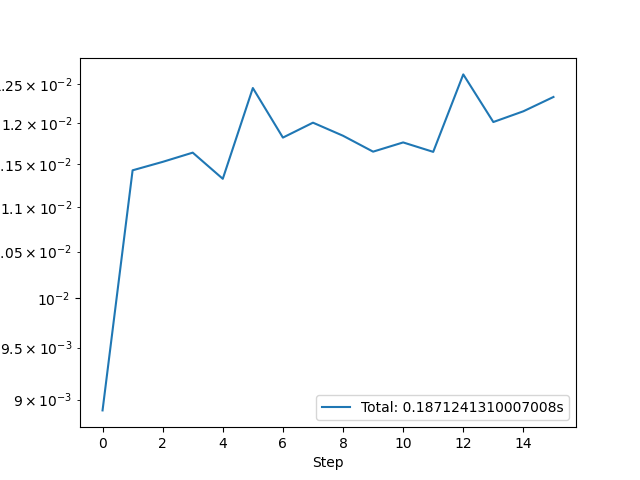 .25 × 10⁻²
1.2 × 10⁻²
.15 × 10⁻²
1.1 × 10⁻²
.05 × 10⁻²
10⁻²
9.5 × 10⁻³
9 × 10⁻³
Total: 0.1871241310007008s
0 2 4 6 8 10 12 14
Step